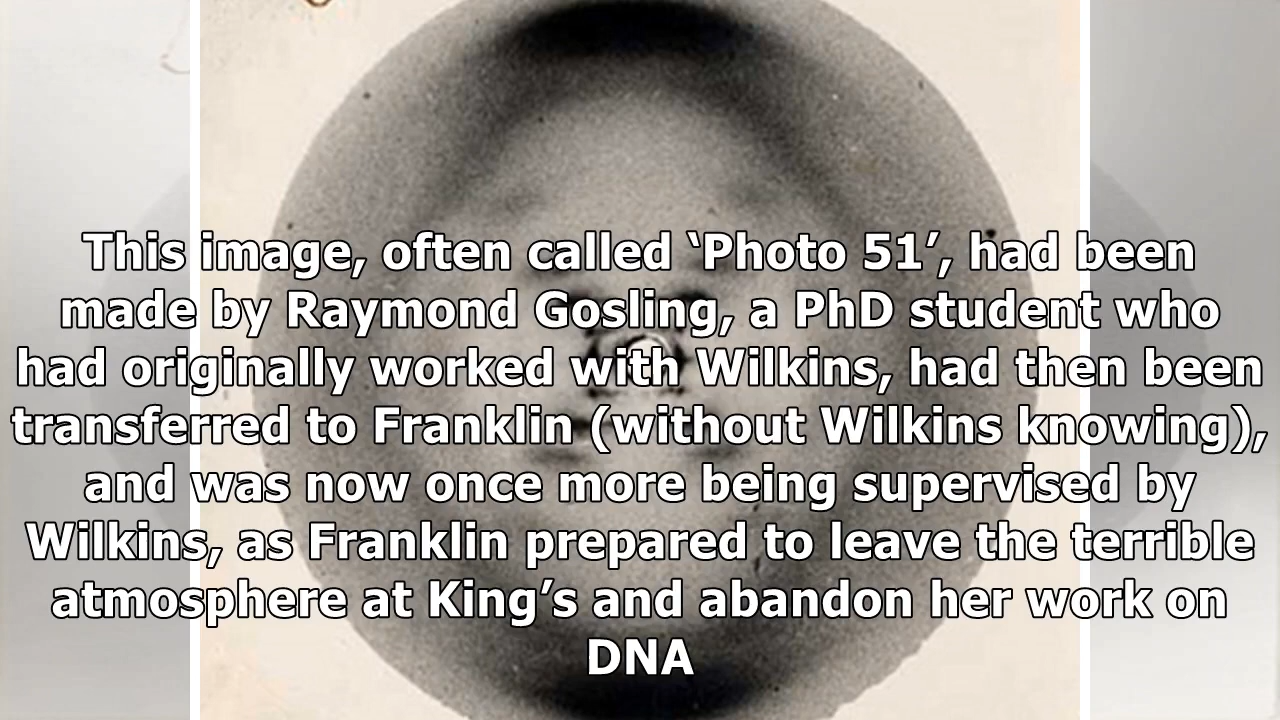 This image, often called ‘Photo 51’, had been
made by Raymond Gosling, a PhD student who
had originally worked with Wilkins, had then been
transferred to Franklin (without Wilkins knowing),
and was now once more being supervised by
Wilkins, as Franklin prepared to leave the terrible
atmosphere at King’s and abandon her work on
DNA